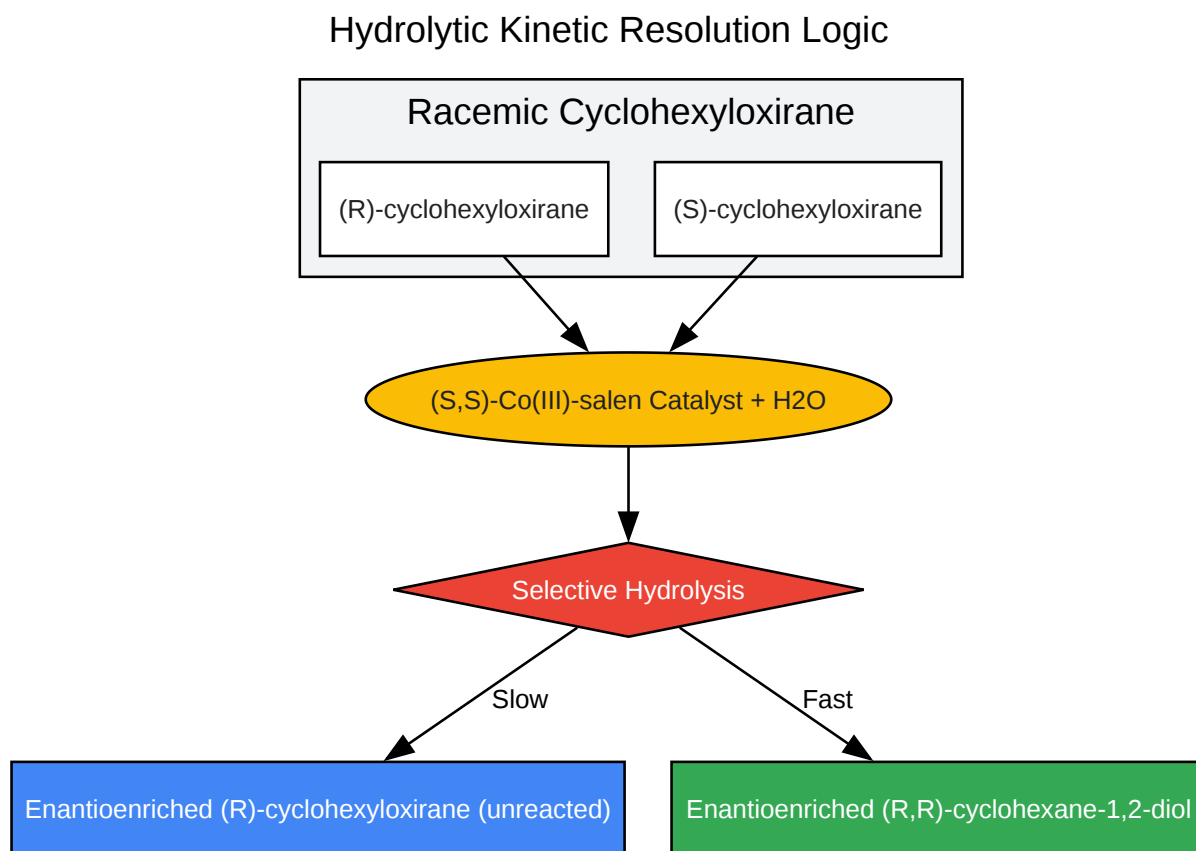 Hydrolytic Kinetic Resolution Logic
Racemic Cyclohexyloxirane
(R)-cyclohexyloxirane
(S)-cyclohexyloxirane
(S,S)-Co(III)-salen Catalyst + H2O
Selective Hydrolysis
Slow
Fast
Enantioenriched (R)-cyclohexyloxirane (unreacted)
Enantioenriched (R,R)-cyclohexane-1,2-diol